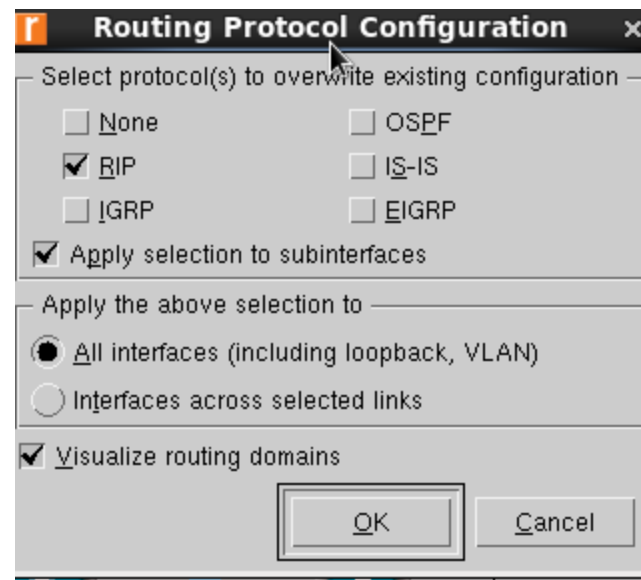 r Routing Protocol Configuration ×
Select protocol(s) to overwrite existing configuration
None OSPF
RIP IS-IS
IGRP EIGRP
Apply selection to subinterfaces
Apply the above selection to
All interfaces (including loopback, VLAN)
Interfaces across selected links
Visualize routing domains
OK Cancel